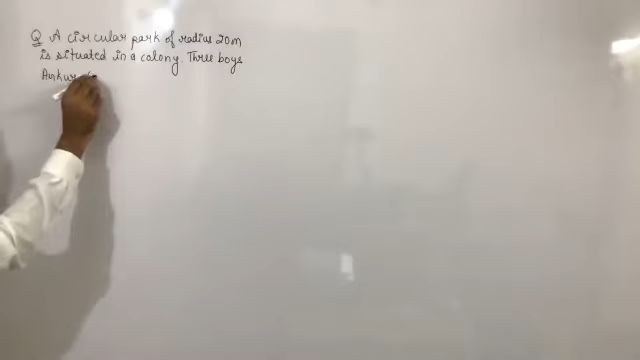 Q A circular park of radius 20m
is situated in a colony. Three boys
Ankur